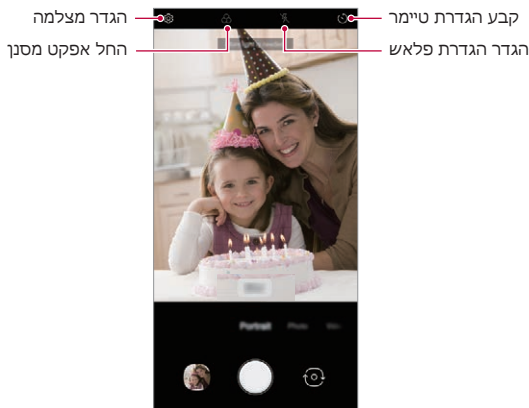 קבע הגדרת טיימר
הגדר מצלמה
הגדר הגדרת פלאש
החל אפקט מסנן
Portrait
Photo